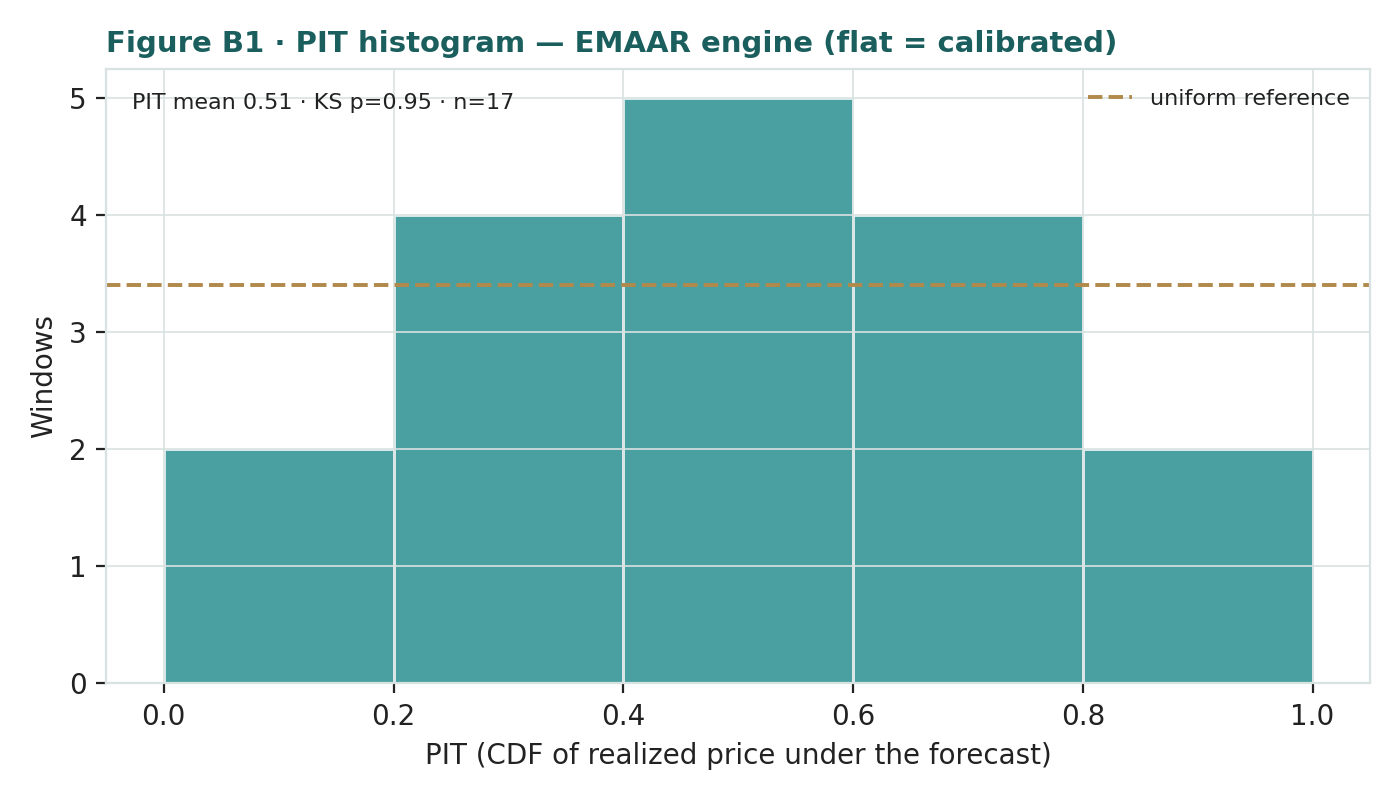 Figure B1 · PIT histogram — EMAAR engine (flat = calibrated)
PIT mean 0.51 · KS p=0.95 · n=17
uniform reference
5
4
3
2
1
0
Windows
0.0 0.2 0.4 0.6 0.8 1.0
PIT (CDF of realized price under the forecast)